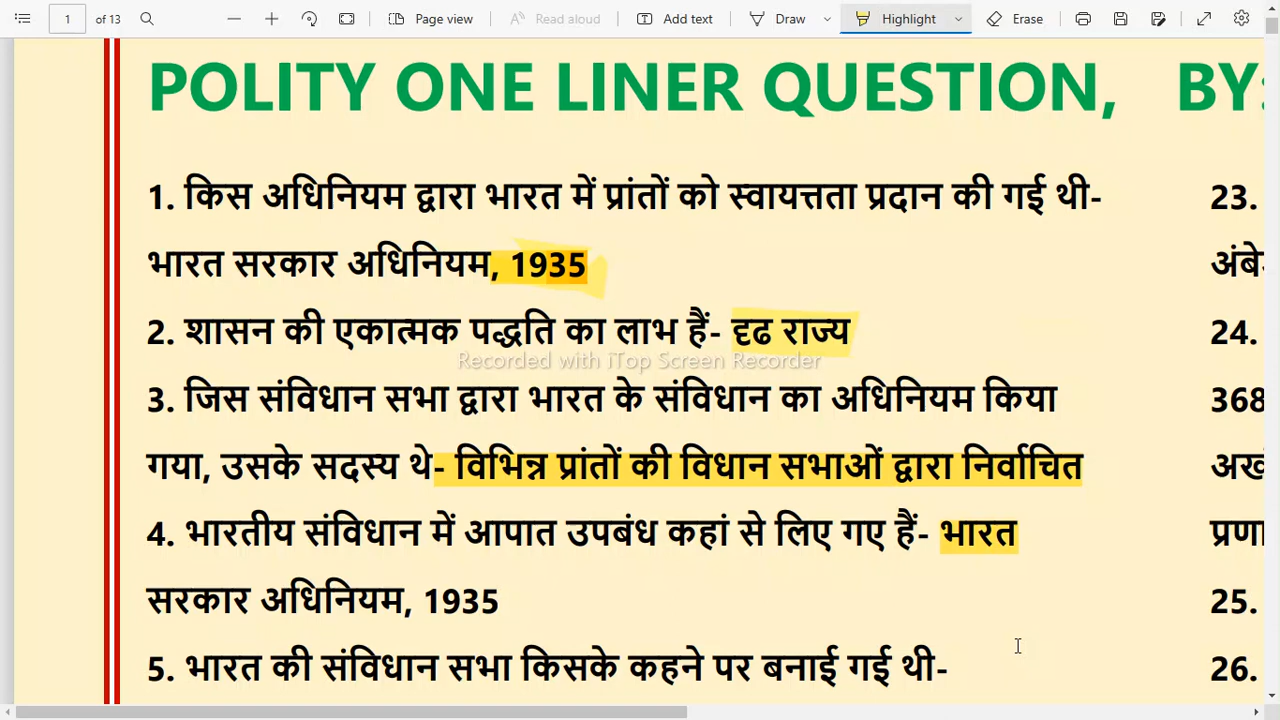 1 of 13 Page view Read aloud Add text Draw Highlight Erase
POLITY ONE LINER QUESTION, BY:
1. किस अधिनियम द्वारा भारत में प्रांतों को स्वायत्तता प्रदान की गई थी-
भारत सरकार अधिनियम, 1935
2. शासन की एकात्मक पद्धति का लाभ हैं- दृढ राज्य
Recorded with iTop Screen Recorder
3. जिस संविधान सभा द्वारा भारत के संविधान का अधिनियम किया
गया, उसके सदस्य थे- विभिन्न प्रांतों की विधान सभाओं द्वारा निर्वाचित
4. भारतीय संविधान में आपात उपबंध कहां से लिए गए हैं- भारत
सरकार अधिनियम, 1935
5. भारत की संविधान सभा किसके कहने पर बनाई गई थी-
23.
24.
368
25.
26.